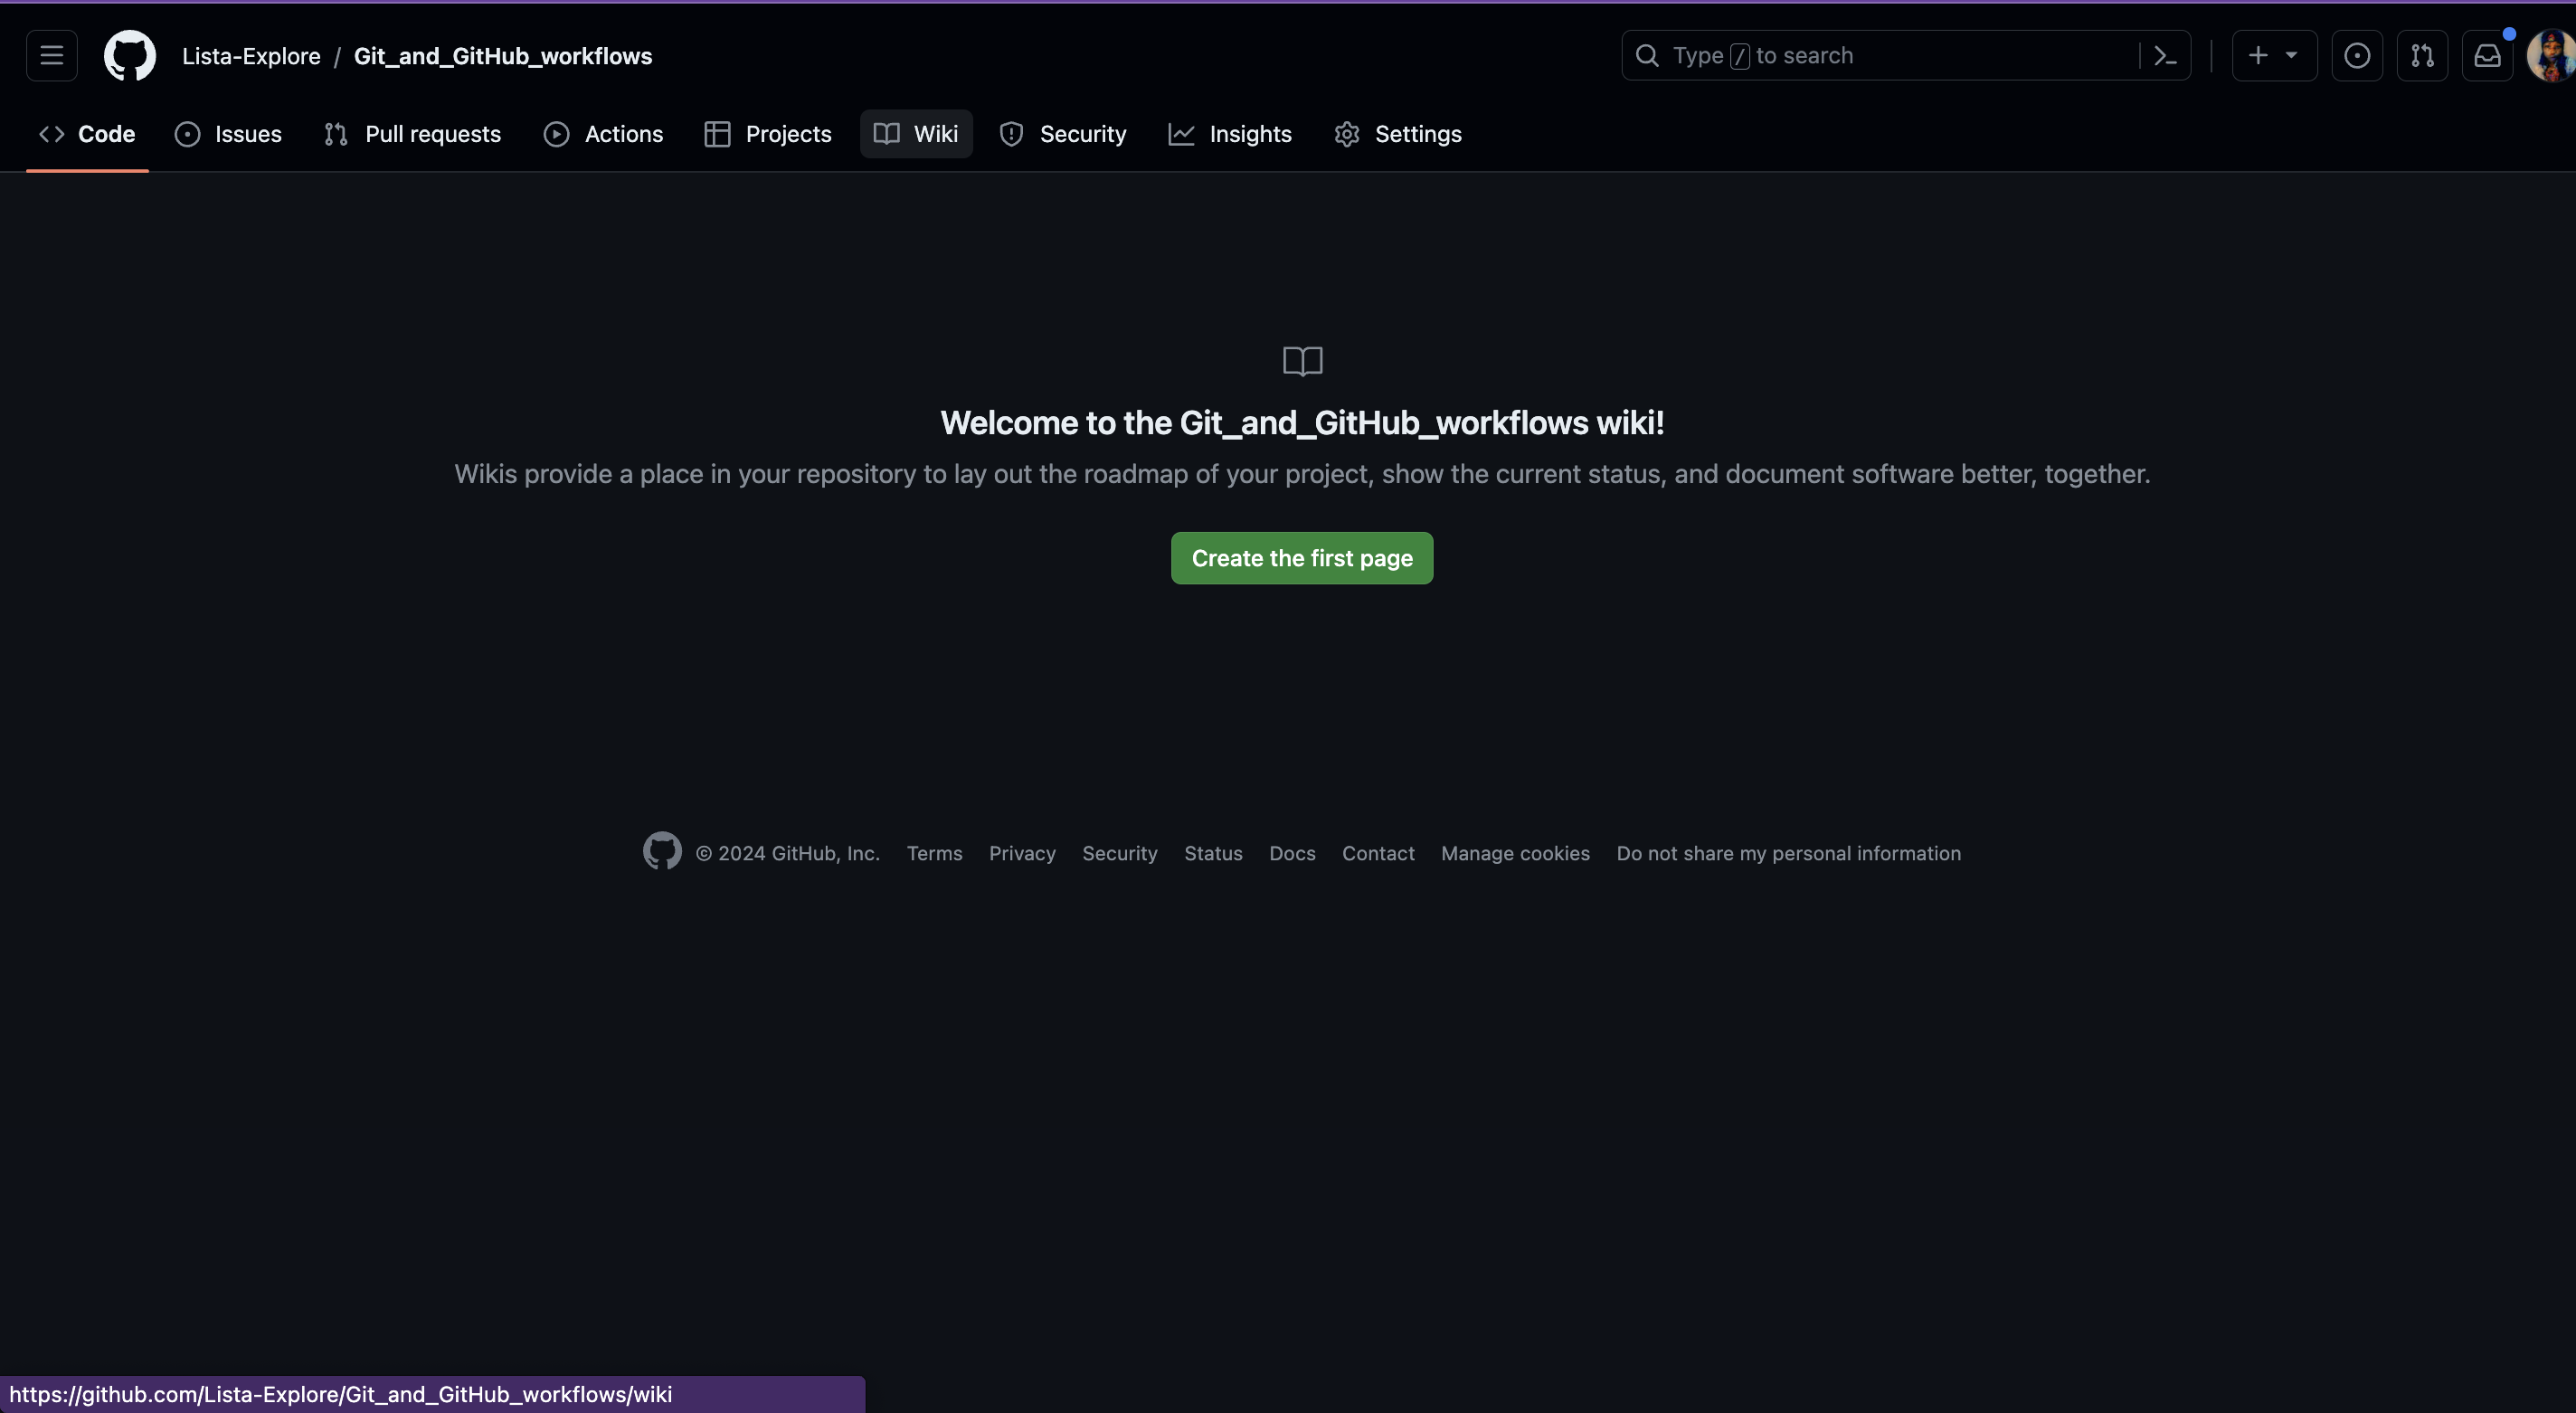 Lista-Explore / Git_and_GitHub_workflows
Type / to search
Code Issues Pull requests Actions Projects Wiki Security Insights Settings
Welcome to the Git_and_GitHub_workflows wiki!
Wikis provide a place in your repository to lay out the roadmap of your project, show the current status, and document software better, together.
Create the first page
© 2024 GitHub, Inc. Terms Privacy Security Status Docs Contact Manage cookies Do not share my personal information
https://github.com/Lista-Explore/Git_and_GitHub_workflows/wiki